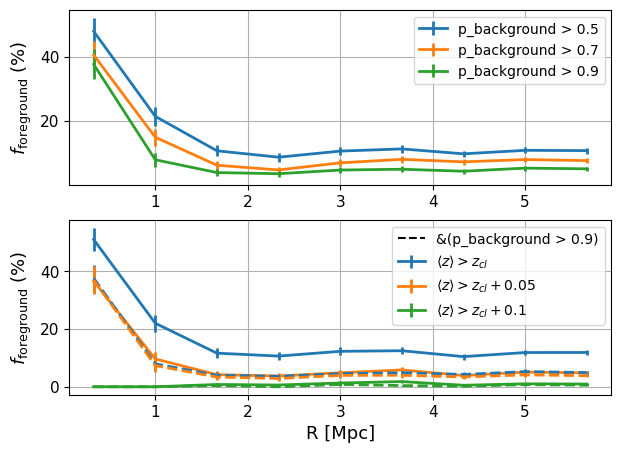 f_foreground (%)
40
20
p_background > 0.5
p_background > 0.7
p_background > 0.9
1 2 3 4 5
f_foreground (%)
40
20
0
&(p_background > 0.9)
⟨z⟩ > z_cl
⟨z⟩ > z_cl + 0.05
⟨z⟩ > z_cl + 0.1
1 2 3 4 5
R [Mpc]